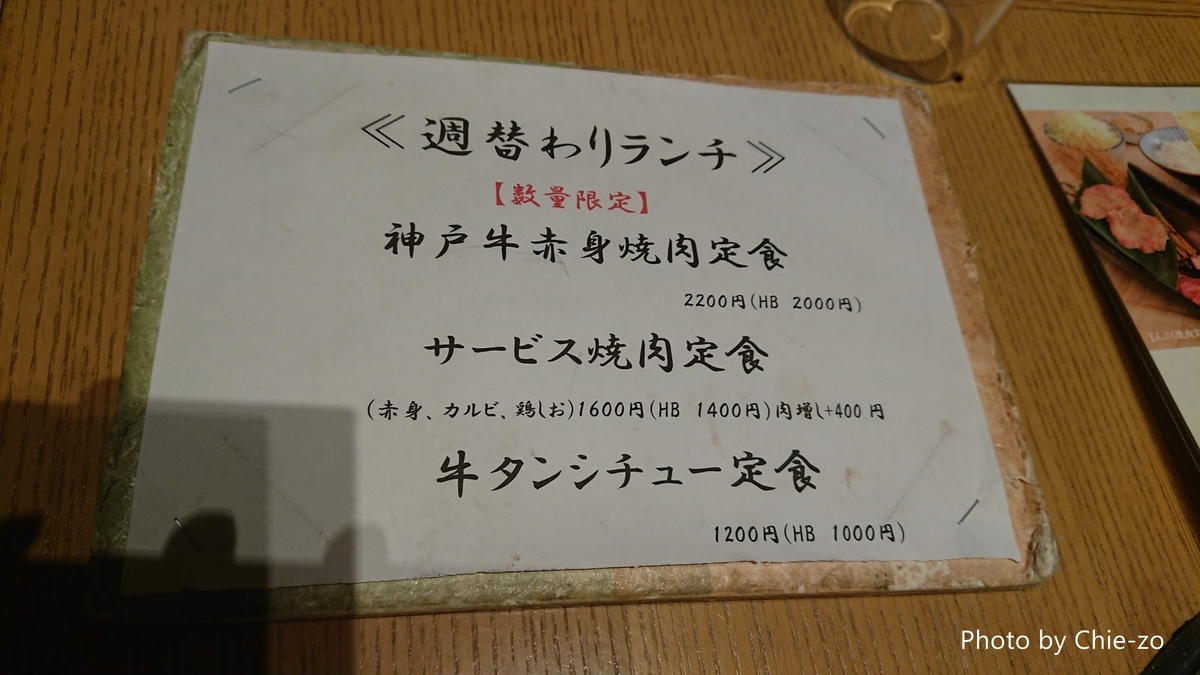 ≪週替わりランチ≫
【数量限定】
神戸牛赤身焼肉定食
2200円(HB 2000円)
サービス焼肉定食
(赤身、カルビ、鶏しお)1600円(HB 1400円)肉増し+400円
牛タンシチュー定食
1200円(HB 1000円)
Photo by Chie-zo